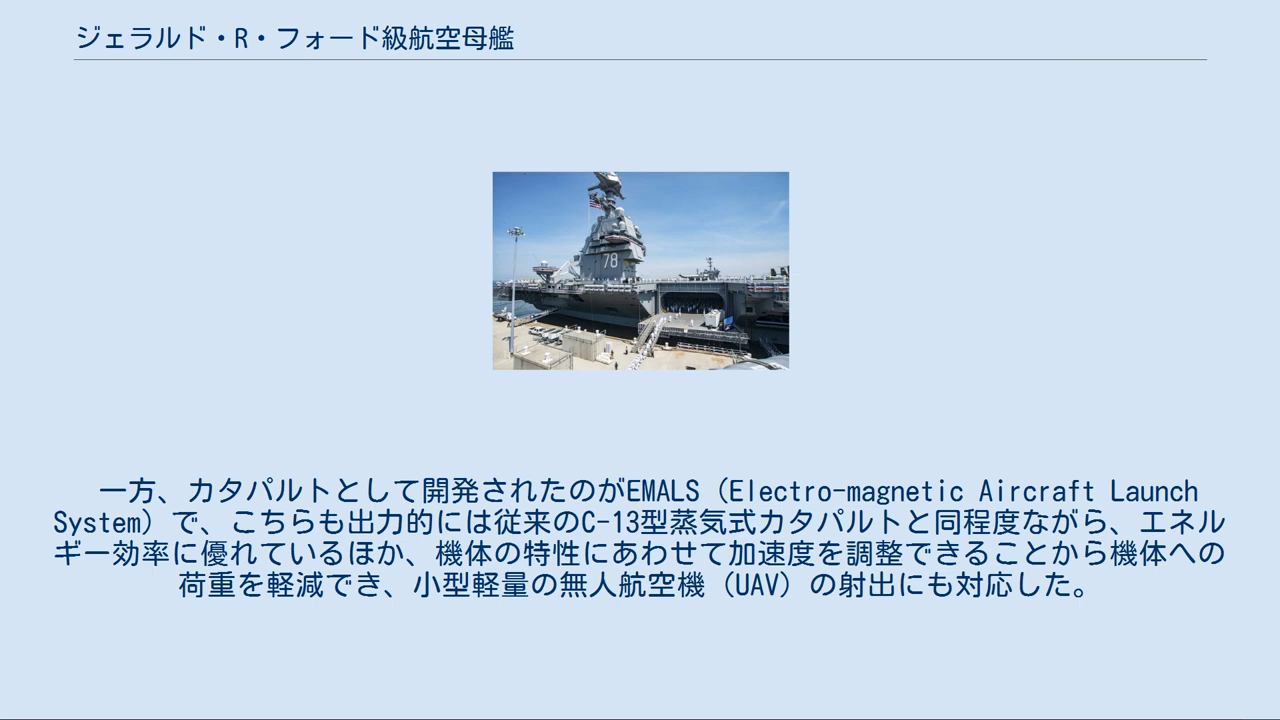 ジェラルド・R・フォード級航空母艦
78
一方、カタパルトとして開発されたのがEMALS（Electro-magnetic Aircraft Launch
System）で、こちらも出力的には従来のC-13型蒸気式カタパルトと同程度ながら、エネル
ギー効率に優れているほか、機体の特性にあわせて加速度を調整できることから機体への
荷重を軽減でき、小型軽量の無人航空機（UAV）の射出にも対応した。